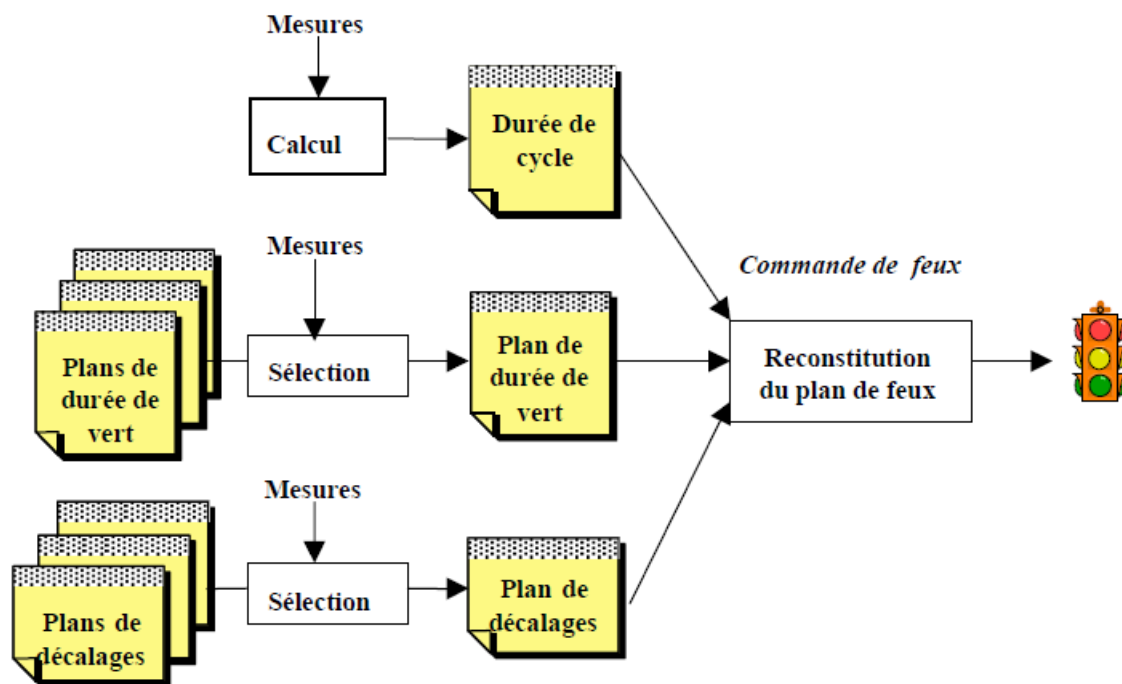 Mesures
Calcul
Durée de
cycle
Mesures
Plans de
durée de
vert
Sélection
Plan de
durée de
vert
Commande de feux
Reconstitution
du plan de feux
Mesures
Plans de
décalages
Sélection
Plan de
décalages